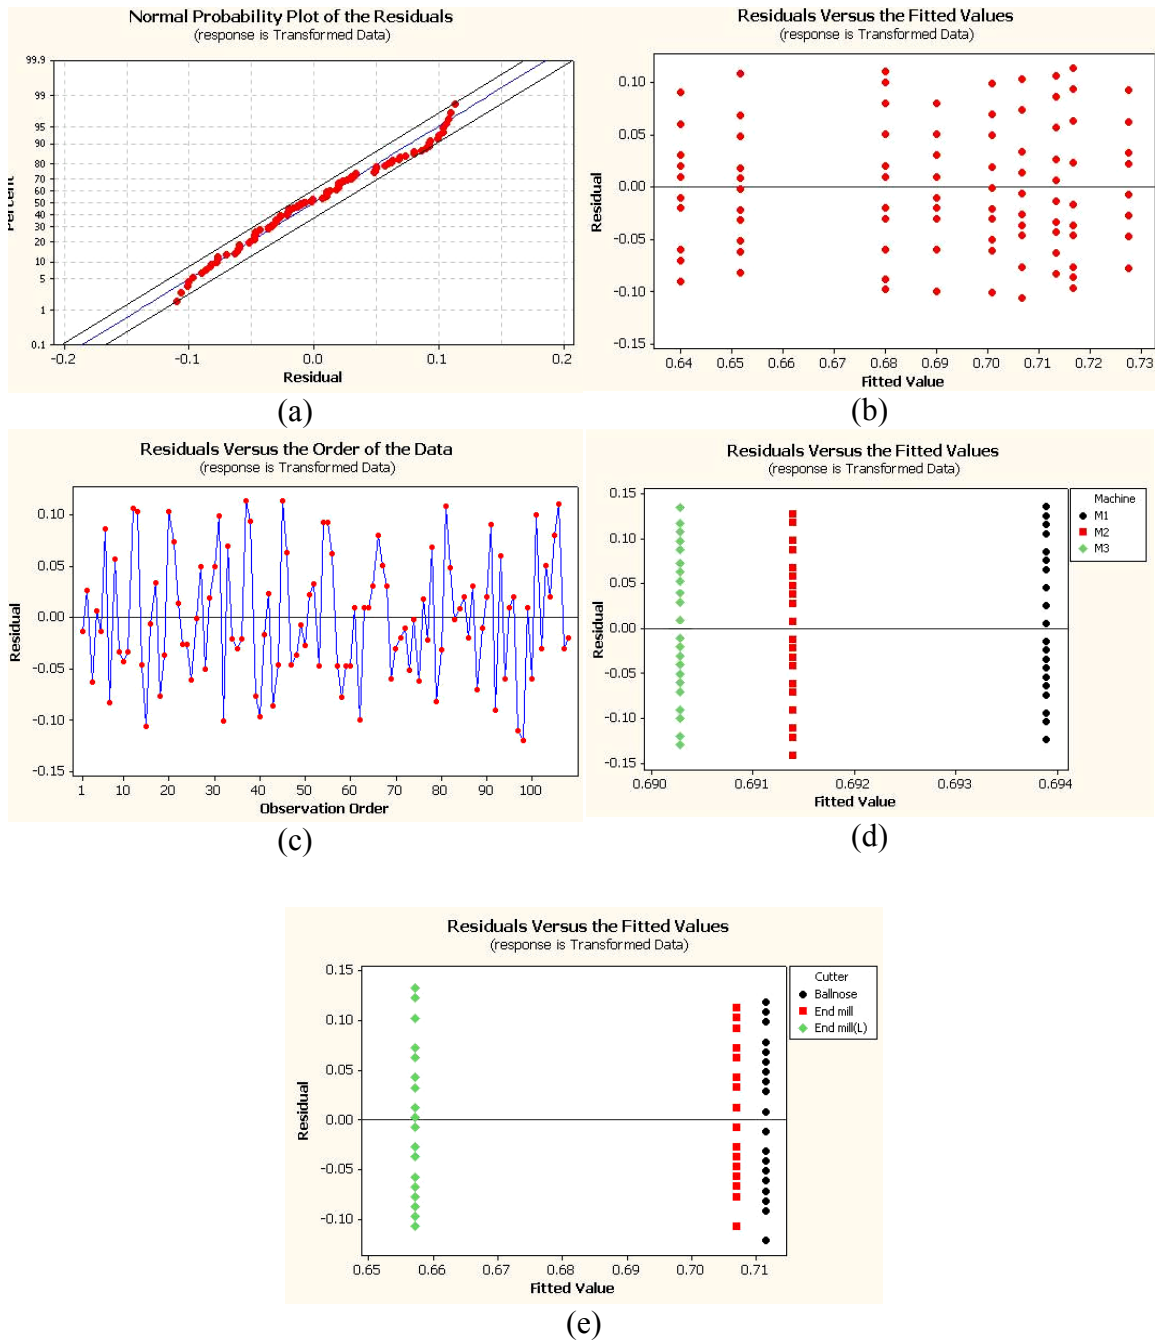 Normal Probability Plot of the Residuals
(response is Transformed Data)
99.9
99
95
90
80
70
60
50
40
30
20
10
5
1
0.1
Percent
-0.2 -0.1 0.0 0.1 0.2
Residual
(a)
Residuals Versus the Fitted Values
(response is Transformed Data)
0.10
0.05
0.00
-0.05
-0.10
-0.15
Residual
0.64 0.65 0.66 0.67 0.68 0.69 0.70 0.71 0.72 0.73
Fitted Value
(b)
Residuals Versus the Order of the Data
(response is Transformed Data)
0.10
0.05
0.00
-0.05
-0.10
-0.15
Residual
1 10 20 30 40 50 60 70 80 90 100
Observation Order
(c)
Residuals Versus the Fitted Values
(response is Transformed Data)
0.15
0.10
0.05
0.00
-0.05
-0.10
-0.15
Residual
0.690 0.691 0.692 0.693 0.694
Fitted Value
Machine
M1
M2
M3
(d)
Residuals Versus the Fitted Values
(response is Transformed Data)
0.15
0.10
0.05
0.00
-0.05
-0.10
Residual
0.65 0.66 0.67 0.68 0.69 0.70 0.71
Fitted Value
Cutter
Ballnose
End mill
End mill(L)
(e)